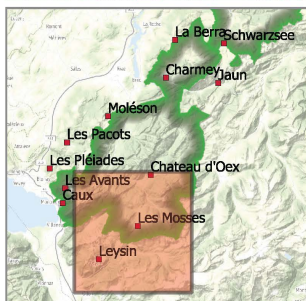 La Berra
Schwarzsee
Charmey
Jaun
Moléson
Les Pacots
Les Pléiades
Chateau d'Oex
Les Avants
Caux
Les Mosses
Leysin